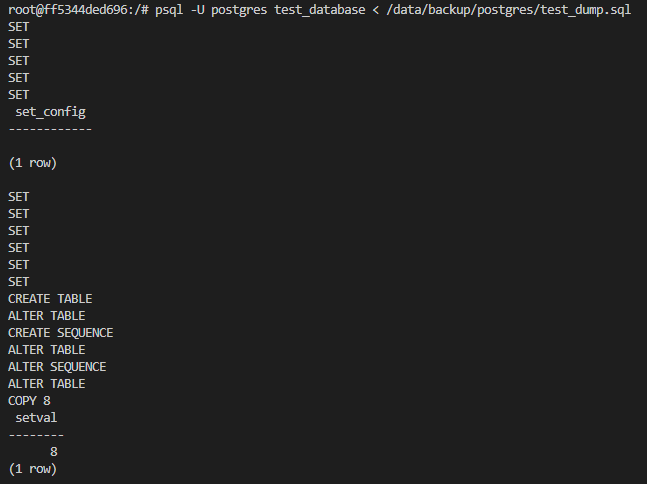 root@ff5344ded696:/# psql -U postgres test_database < /data/backup/postgres/test_dump.sql
SET
SET
SET
SET
SET
 set_config
------------

(1 row)

SET
SET
SET
SET
SET
SET
CREATE TABLE
ALTER TABLE
CREATE SEQUENCE
ALTER TABLE
ALTER SEQUENCE
ALTER TABLE
COPY 8
 setval
--------
      8
(1 row)